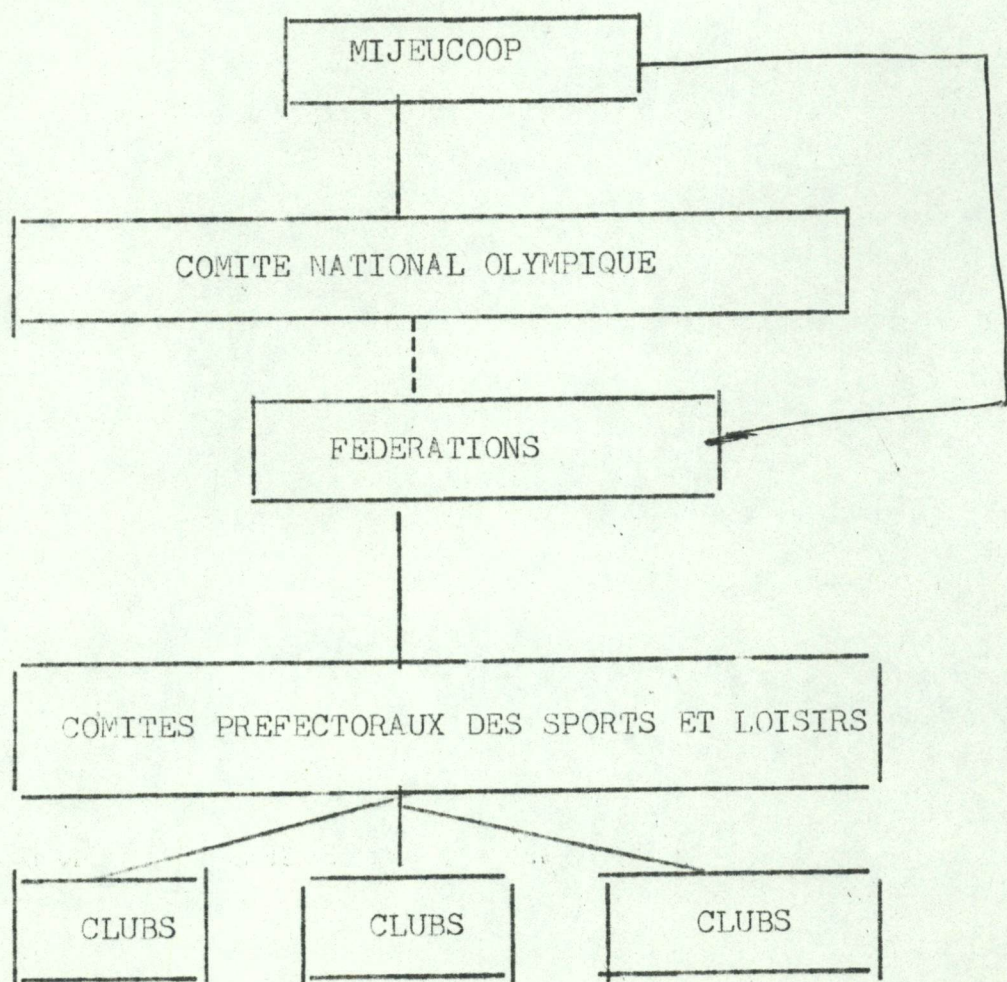 MIJEUCOOP
COMITE NATIONAL OLYMPIQUE
FEDERATIONS
COMITES PREFECTORAUX DES SPORTS ET LOISIRS
CLUBS CLUBS CLUBS